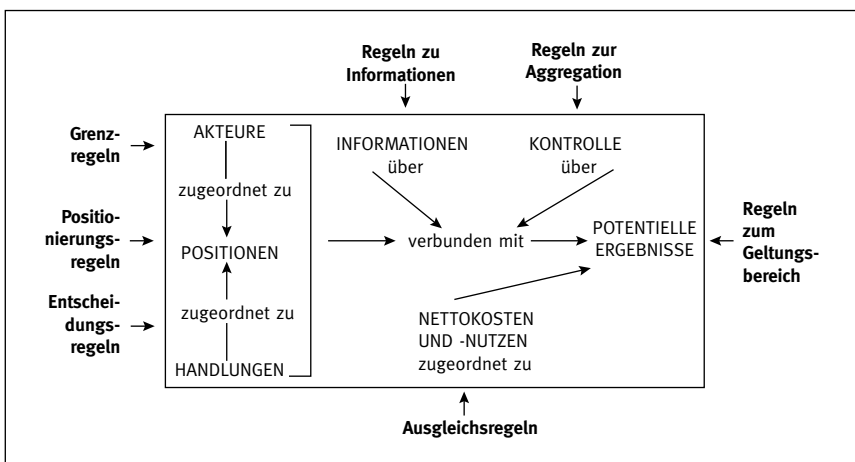 Regeln zu
Informationen
Regeln zur
Aggregation
Grenz-
regeln
AKTEURE
INFORMATIONEN
über
KONTROLLE
über
zugeordnet zu
Positio-
nierungs-
regeln
POSITIONEN
verbunden mit
POTENTIELLE
ERGEBNISSE
Regeln
zum
Geltungs-
bereich
Entschei-
dungs-
regeln
zugeordnet zu
HANDLUNGEN
NETTOKOSTEN
UND -NUTZEN
zugeordnet zu
Ausgleichsregeln